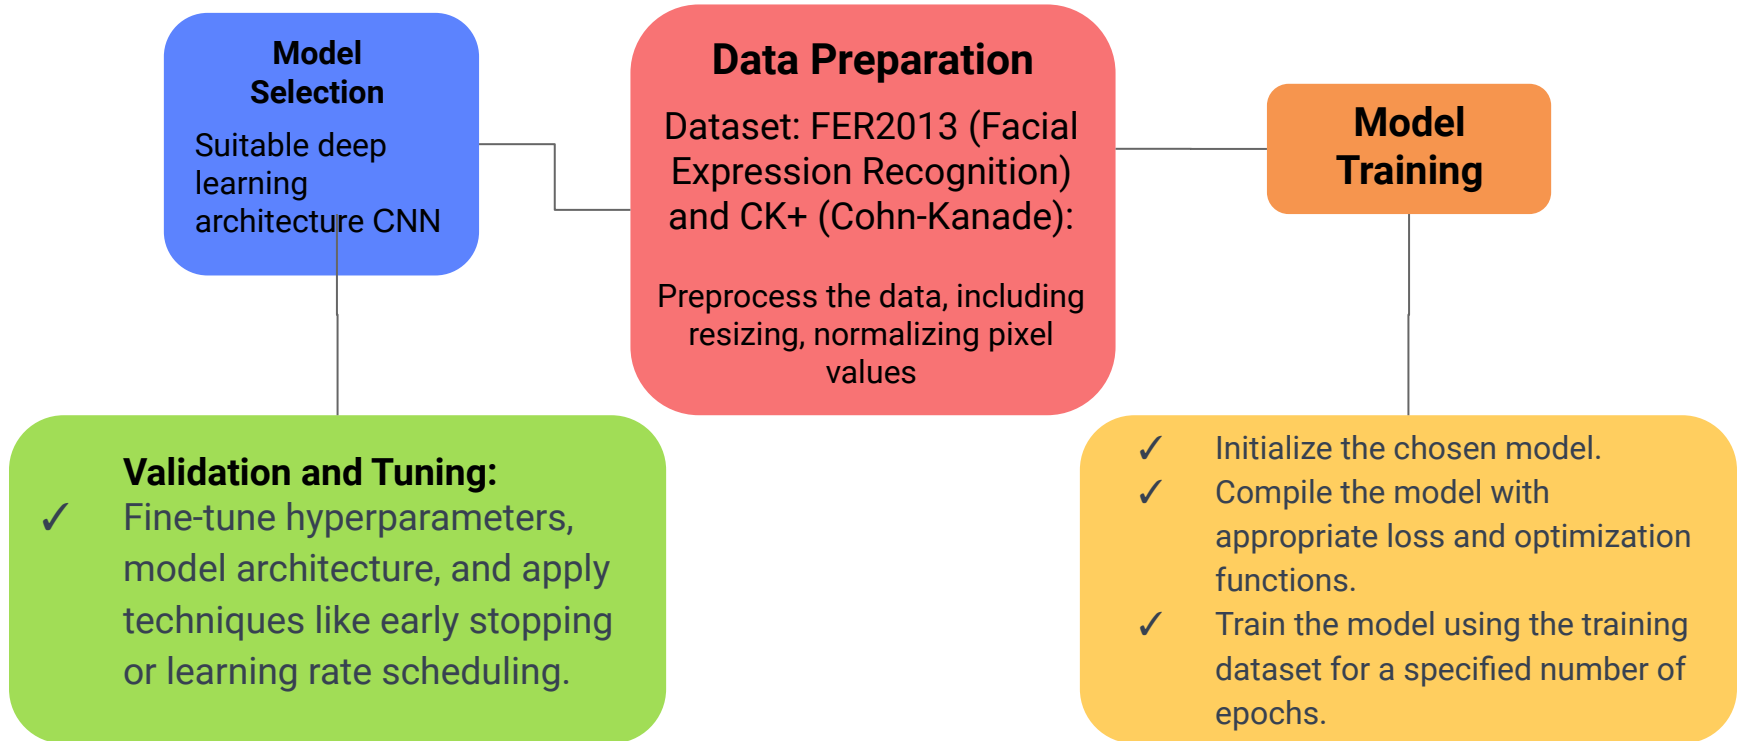 Model
Selection
Suitable deep
learning
architecture CNN
Data Preparation
Dataset: FER2013 (Facial
Expression Recognition)
and CK+ (Cohn-Kanade):
Preprocess the data, including
resizing, normalizing pixel
values
Model
Training
Validation and Tuning:
✓ Fine-tune hyperparameters,
model architecture, and apply
techniques like early stopping
or learning rate scheduling.
✓ Initialize the chosen model.
✓ Compile the model with
appropriate loss and optimization
functions.
✓ Train the model using the training
dataset for a specified number of
epochs.